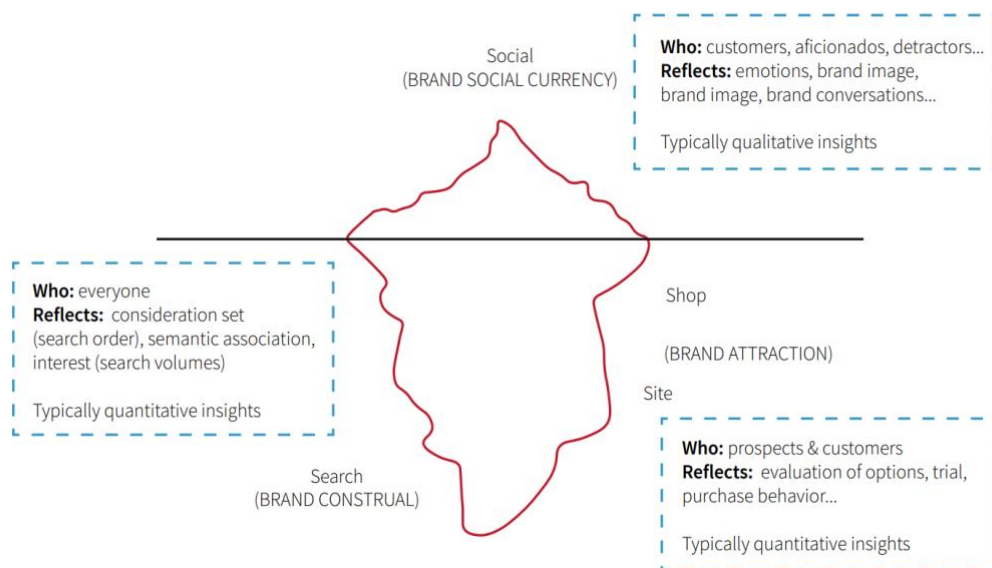 Social
(BRAND SOCIAL CURRENCY)
Who: customers, aficionados, detractors...
Reflects: emotions, brand image,
brand image, brand conversations...
Typically qualitative insights
Who: everyone
Reflects: consideration set
(search order), semantic association,
interest (search volumes)
Typically quantitative insights
Shop
(BRAND ATTRACTION)
Site
Search
(BRAND CONSTRUAL)
Who: prospects & customers
Reflects: evaluation of options, trial,
purchase behavior...
Typically quantitative insights